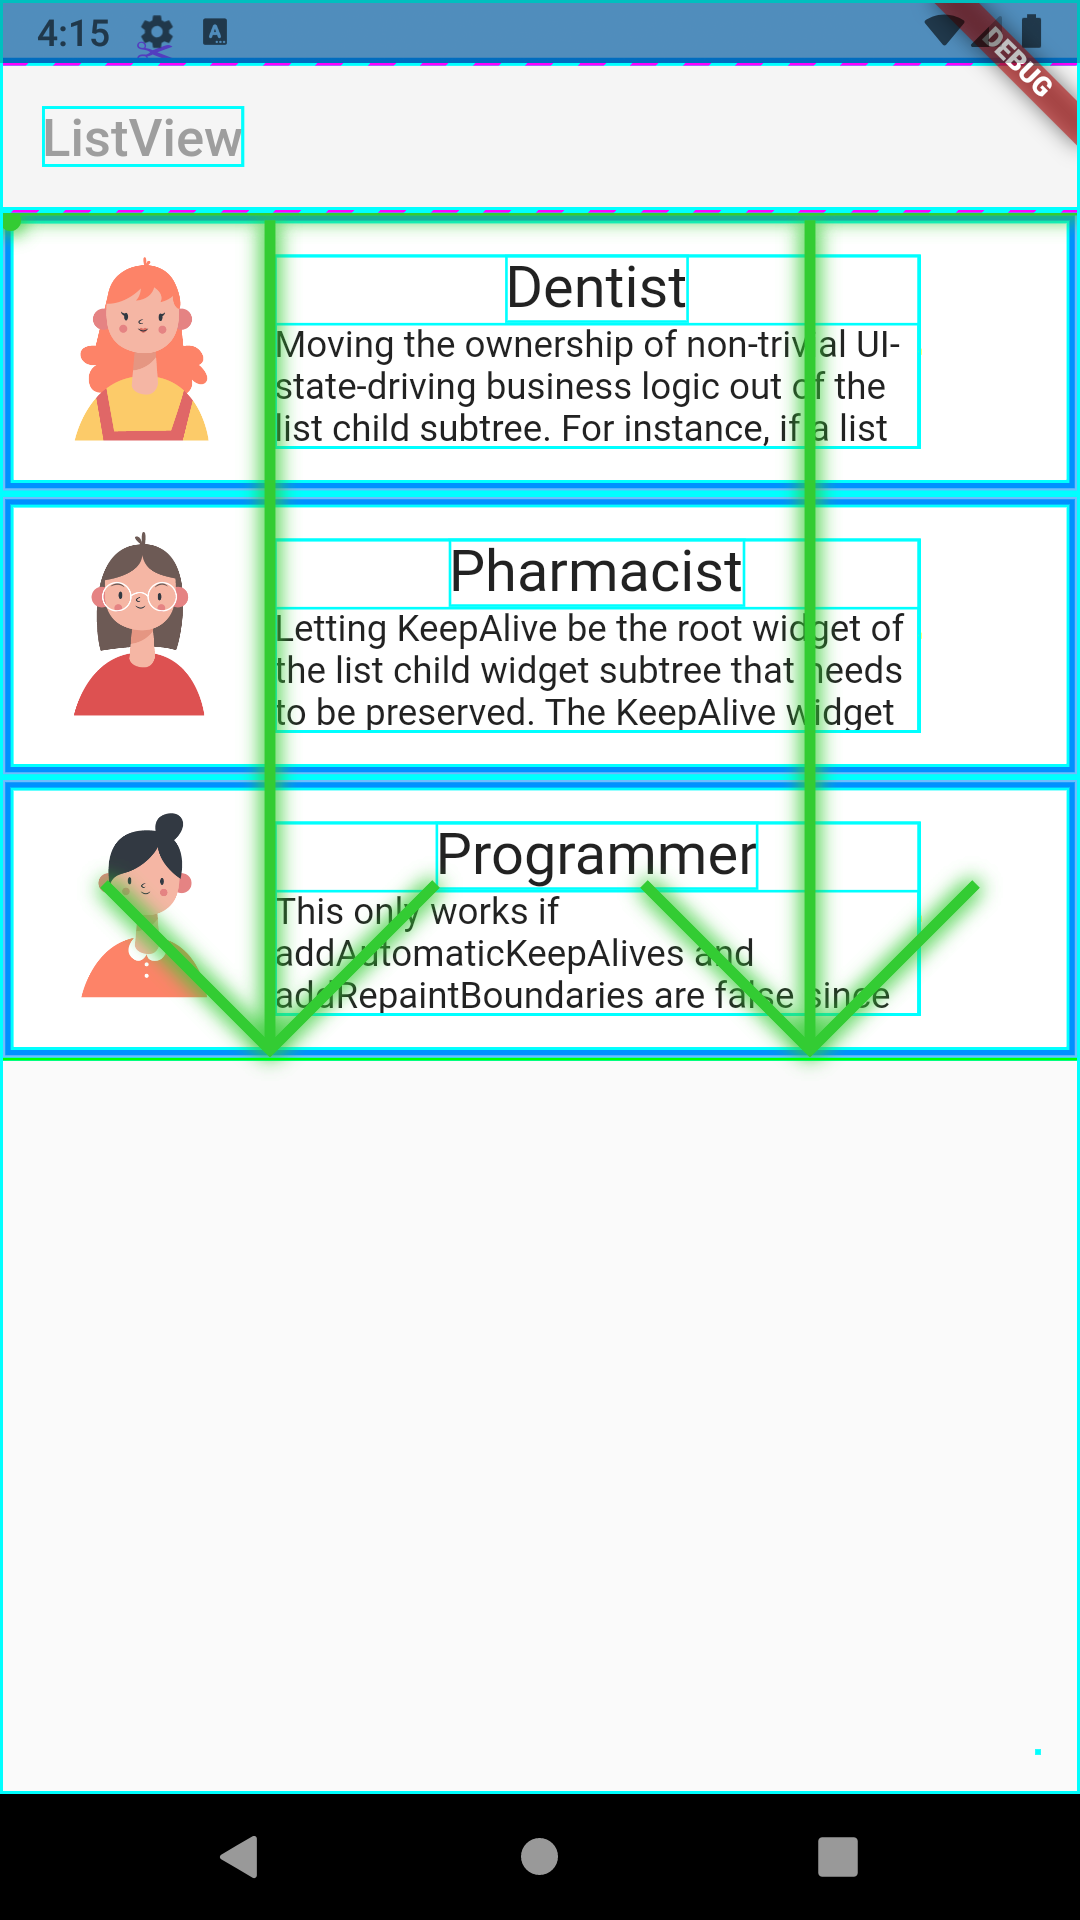 4:15
A
DEBUG
ListView
Dentist
Moving the ownership of non-trivial UI-
state-driving business logic out of the
list child subtree. For instance, if a list
Pharmacist
Letting KeepAlive be the root widget of
the list child widget subtree that needs
to be preserved. The KeepAlive widget
Programmer
This only works if
addAutomaticKeepAlives and
addRepaintBoundaries are false since